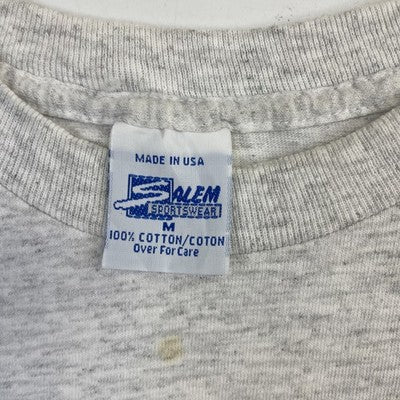 MADE IN USA
SALEM
SPORTSWEAR
M
100% COTTON/COTON
Over For Care